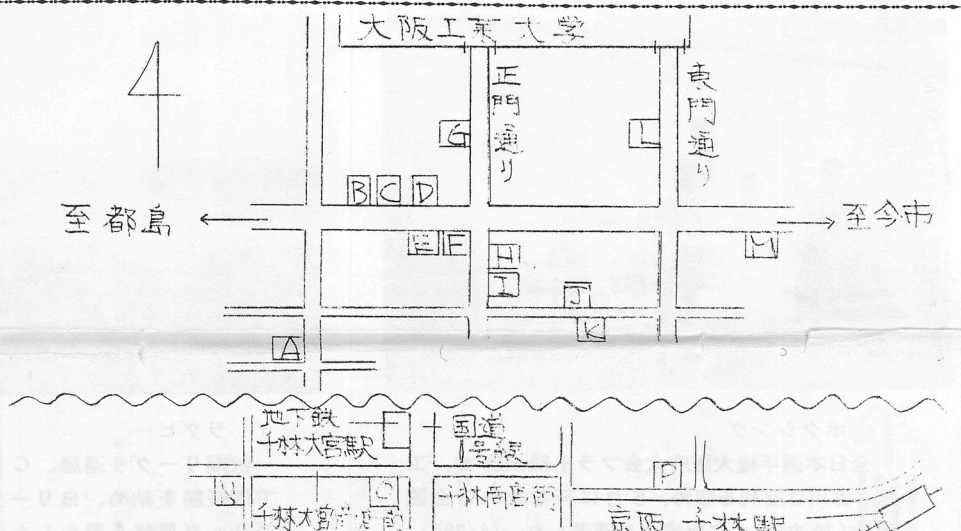 大阪工業大学
正門通り
東門通り
G
L
B C D
至都島
至今市
E F
H
I
J
K
M
A
地下鉄
千林大宮駅
国道
1号線
N
O
P
千林大宮商店街
千林商店街
京阪千林駅